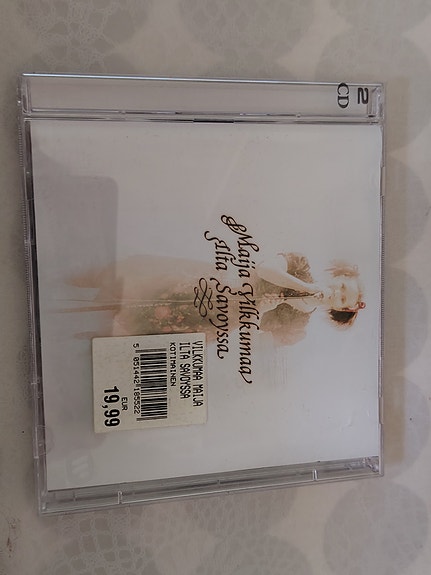 2
CD
Maija Vilkkumaa
Ilta Savoyssa
VILKKUMAA MAIJA
ILTA SAVOYSSA
KOTIMAINEN
5 051442 185522
EUR
19,99